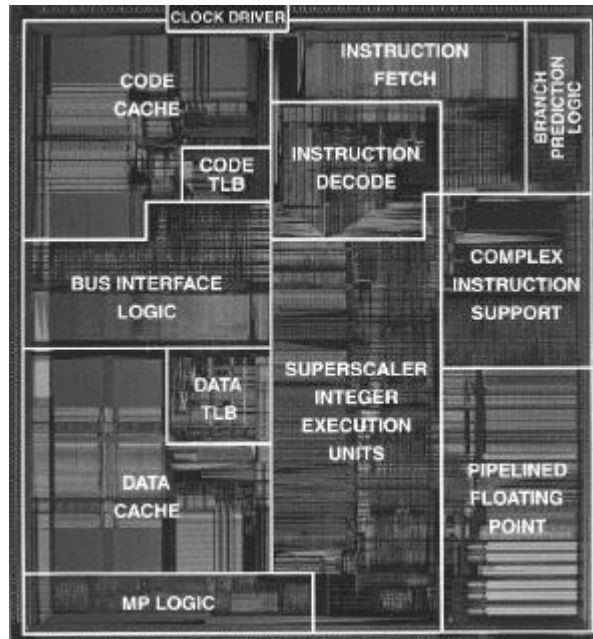 CLOCK DRIVER
CODE
CACHE
INSTRUCTION
FETCH
BRANCH
PREDICTION
LOGIC
CODE
TLB
INSTRUCTION
DECODE
BUS INTERFACE
LOGIC
COMPLEX
INSTRUCTION
SUPPORT
DATA
TLB
SUPERSCALER
INTEGER
EXECUTION
UNITS
DATA
CACHE
PIPELINED
FLOATING
POINT
MP LOGIC